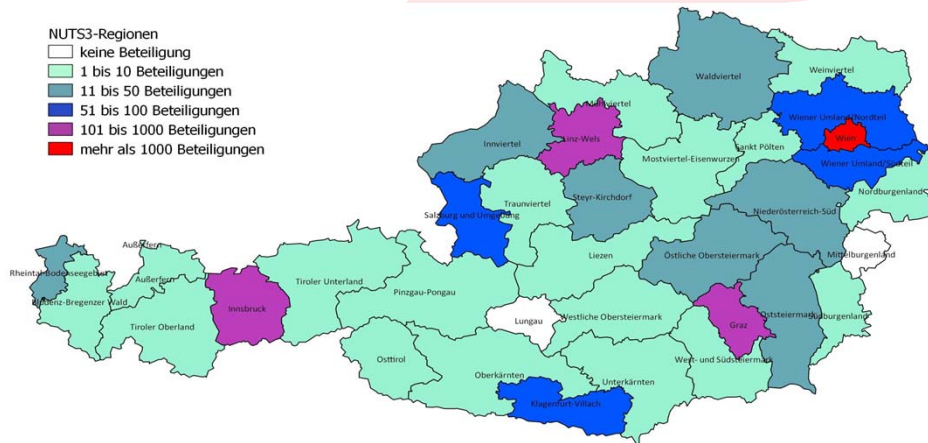 NUTS3-Regionen
keine Beteiligung
1 bis 10 Beteiligungen
11 bis 50 Beteiligungen
51 bis 100 Beteiligungen
101 bis 1000 Beteiligungen
mehr als 1000 Beteiligungen
Waldviertel
Weinviertel
Mühlviertel
Wiener Umland/Nordteil
Linz-Wels
Wien
Innviertel
Sankt Pölten
Mostviertel-Eisenwurzen
Wiener Umland/Südteil
Nordburgenland
Traunviertel
Steyr-Kirchdorf
Salzburg und Umgebung
Niederösterreich-Süd
Außerfern
Mittelburgenland
Liezen
Östliche Obersteiermark
Rheintal-Bodenseegebiet
Außerfern
Tiroler Unterland
Pinzgau-Pongau
Bludenz-Bregenzer Wald
Innsbruck
Lungau
Westliche Obersteiermark
Oststeiermark
Südburgenland
Tiroler Oberland
Graz
Osttirol
West- und Südsteiermark
Oberkärnten
Unterkärnten
Klagenfurt-Villach